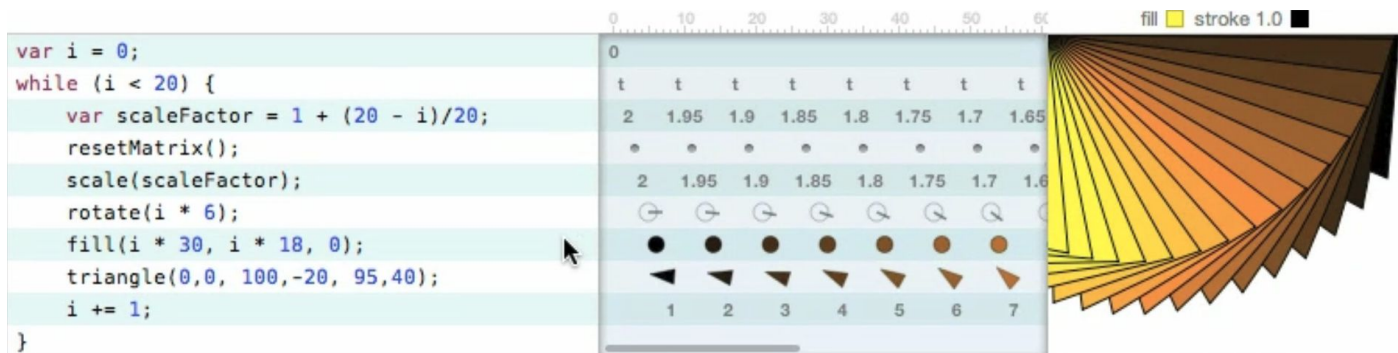 0 10 20 30 40 50 60 fill stroke 1.0
var i = 0; 0
while (i < 20) { t t t t t t t t
var scaleFactor = 1 + (20 - i)/20; 2 1.95 1.9 1.85 1.8 1.75 1.7 1.65
resetMatrix();
scale(scaleFactor); 2 1.95 1.9 1.85 1.8 1.75 1.7 1.6
rotate(i * 6);
fill(i * 30, i * 18, 0);
triangle(0,0, 100,-20, 95,40);
i += 1; 1 2 3 4 5 6 7
}